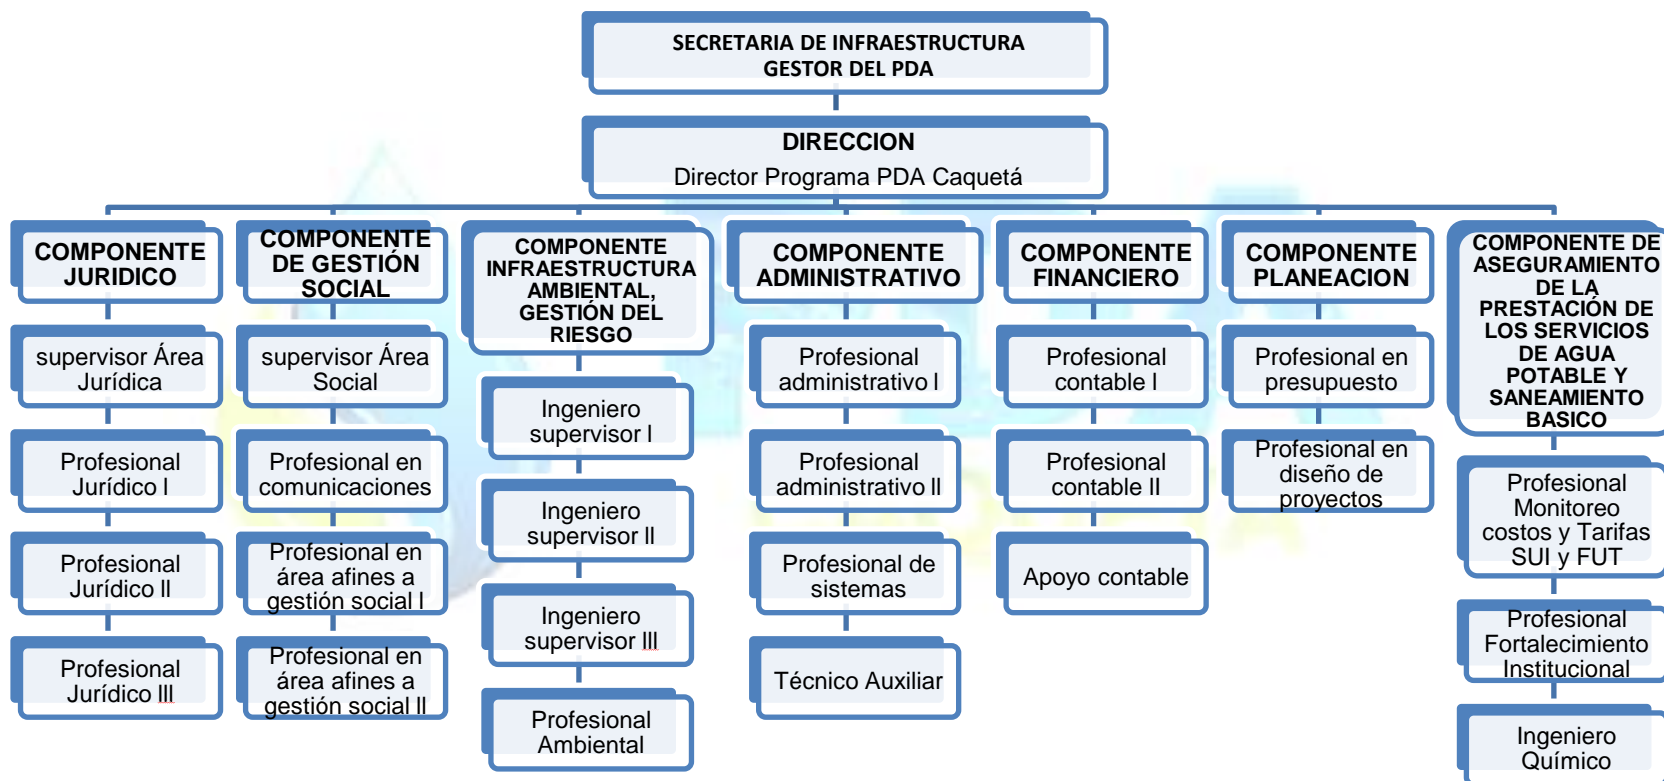 SECRETARIA DE INFRAESTRUCTURA
GESTOR DEL PDA
DIRECCION
Director Programa PDA Caquetá
COMPONENTE
JURIDICO
supervisor Área
Jurídica
Profesional
Jurídico I
Profesional
Jurídico II
Profesional
Jurídico III
COMPONENTE
DE GESTIÓN
SOCIAL
supervisor Área
Social
Profesional en
comunicaciones
Profesional en
área afines a
gestión social I
Profesional en
área afines a
gestión social II
COMPONENTE
INFRAESTRUCTURA
AMBIENTAL,
GESTIÓN DEL
RIESGO
Ingeniero
supervisor I
Ingeniero
supervisor II
Ingeniero
supervisor III
Profesional
Ambiental
COMPONENTE
ADMINISTRATIVO
Profesional
administrativo I
Profesional
administrativo II
Profesional de
sistemas
Técnico Auxiliar
COMPONENTE
FINANCIERO
Profesional
contable I
Profesional
contable II
Apoyo contable
COMPONENTE
PLANEACION
Profesional en
presupuesto
Profesional en
diseño de
proyectos
COMPONENTE DE
ASEGURAMIENTO
DE LA
PRESTACIÓN DE
LOS SERVICIOS
DE AGUA
POTABLE Y
SANEAMIENTO
BASICO
Profesional
Monitoreo
costos y Tarifas
SUI y FUT
Profesional
Fortalecimiento
Institucional
Ingeniero
Químico